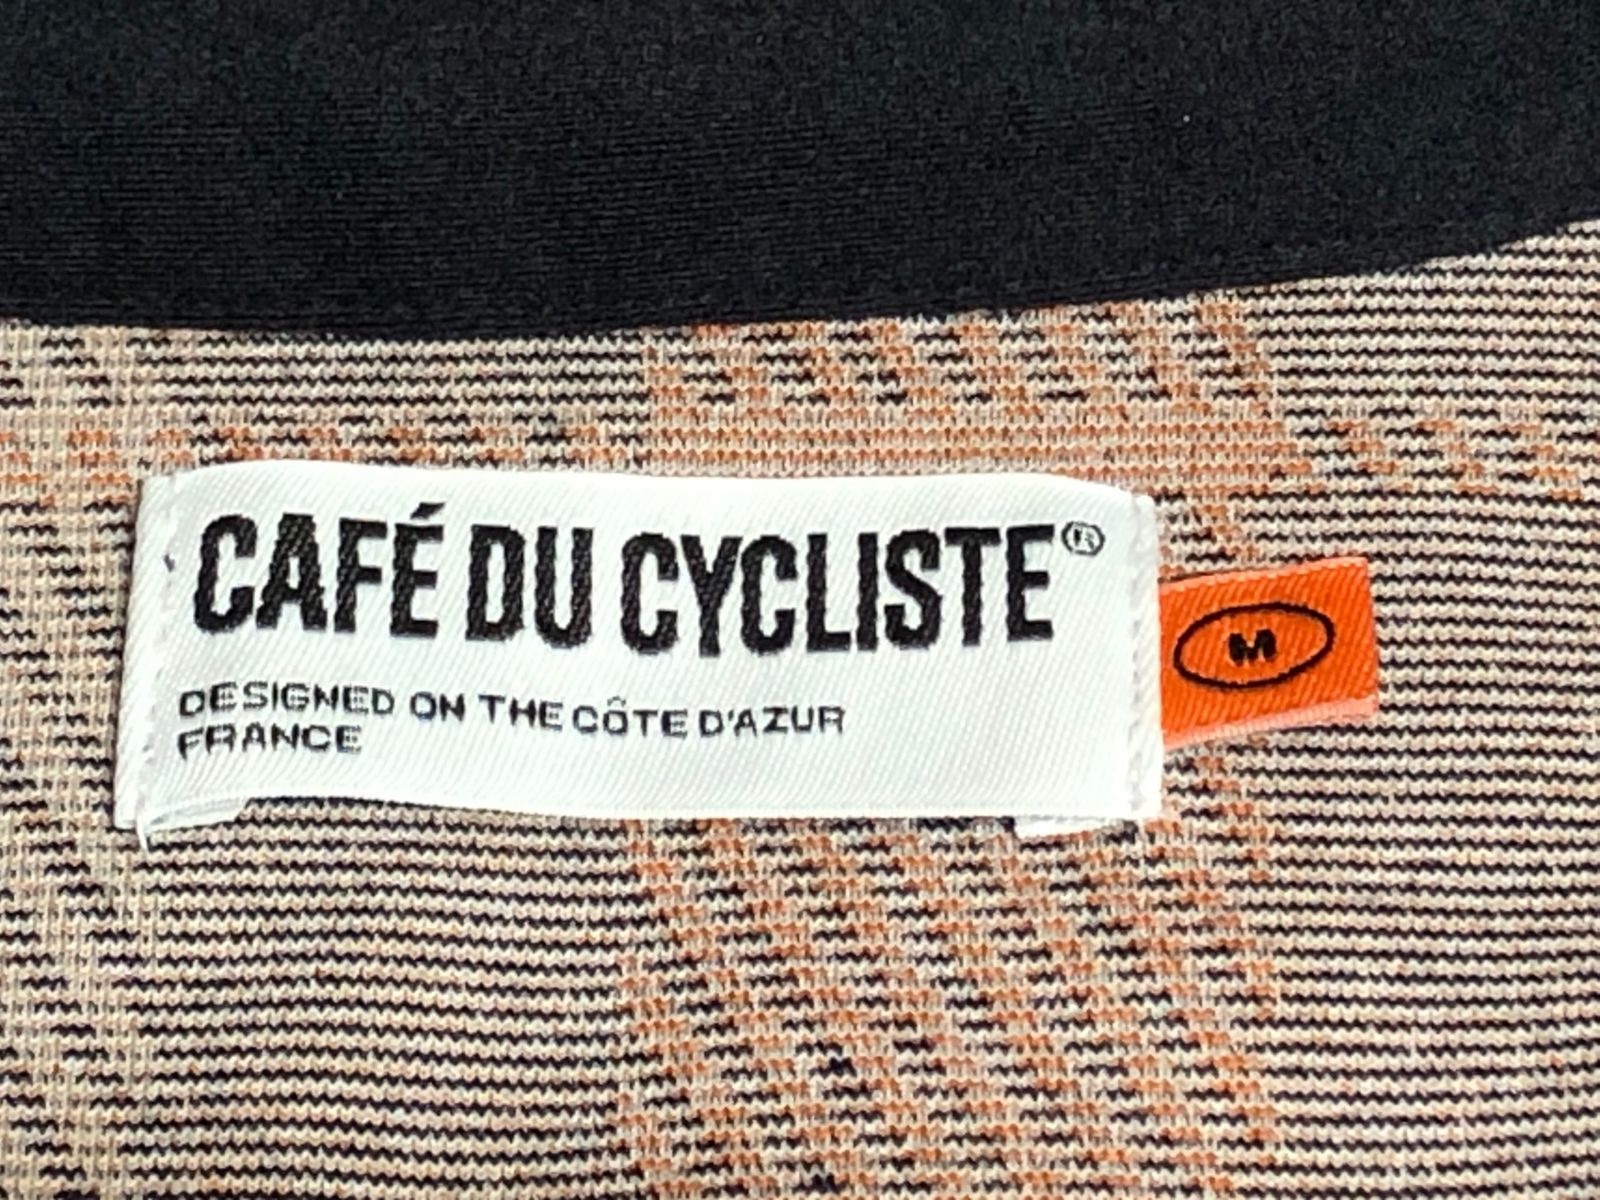 CAFÉ DU CYCLISTE®
DESIGNED ON THE CÔTE D'AZUR
FRANCE
M